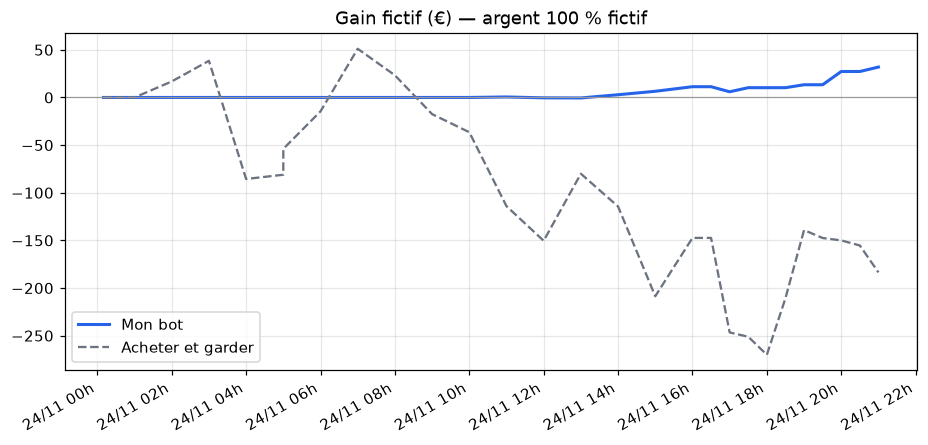 Gain fictif (€) — argent 100 % fictif
50
0
−50
−100
−150
−200
−250
Mon bot
Acheter et garder
24/11 00h
24/11 02h
24/11 04h
24/11 06h
24/11 08h
24/11 10h
24/11 12h
24/11 14h
24/11 16h
24/11 18h
24/11 20h
24/11 22h